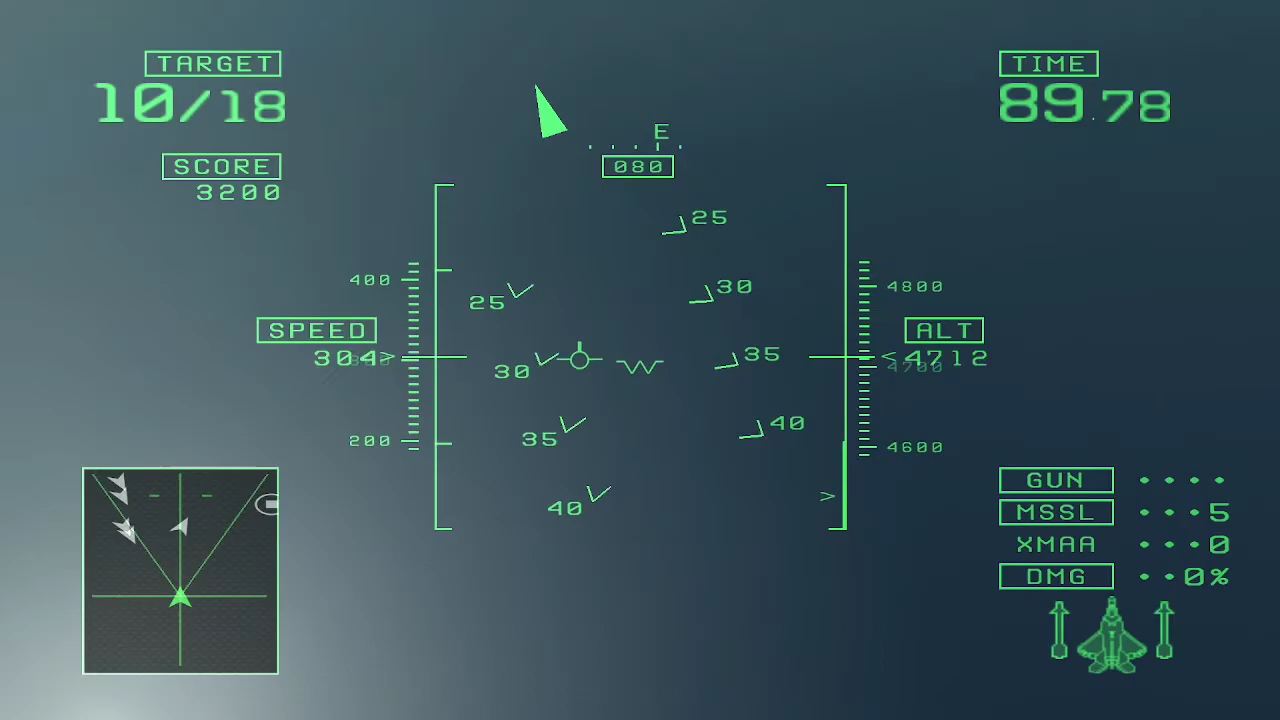 TARGET
10/18
SCORE
3200
TIME
89.78
E
080
25
30
35
40
25
30
35
40
400
SPEED
304
200
4800
ALT
4712
4700
4600
GUN
MSSL 5
XMAA 0
DMG 0%